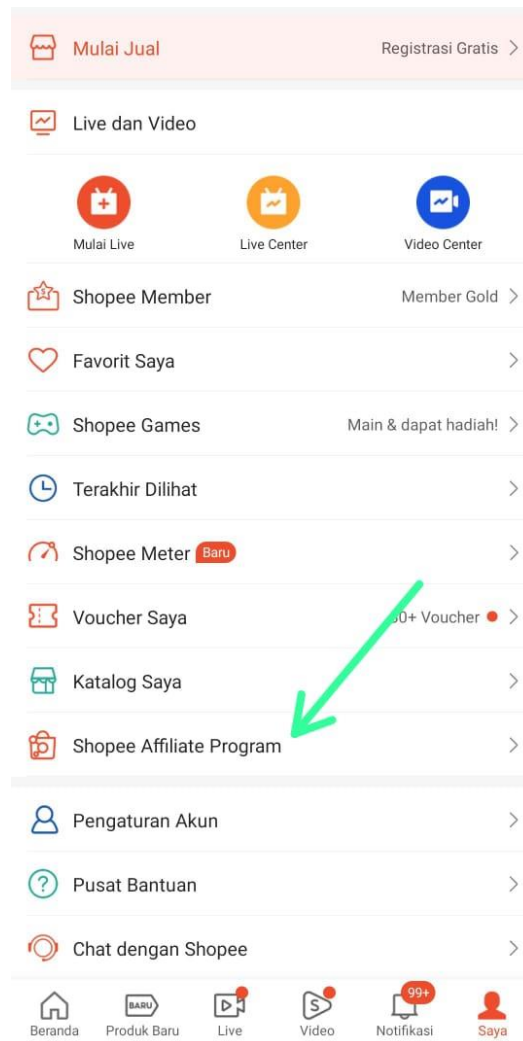 Mulai Jual Registrasi Gratis
Live dan Video
Mulai Live Live Center Video Center
Shopee Member Member Gold
Favorit Saya
Shopee Games Main & dapat hadiah!
Terakhir Dilihat
Shopee Meter Baru
Voucher Saya Voucher
Katalog Saya
Shopee Affiliate Program
Pengaturan Akun
Pusat Bantuan
Chat dengan Shopee
BARU 99+
Beranda Produk Baru Live Video Notifikasi Saya